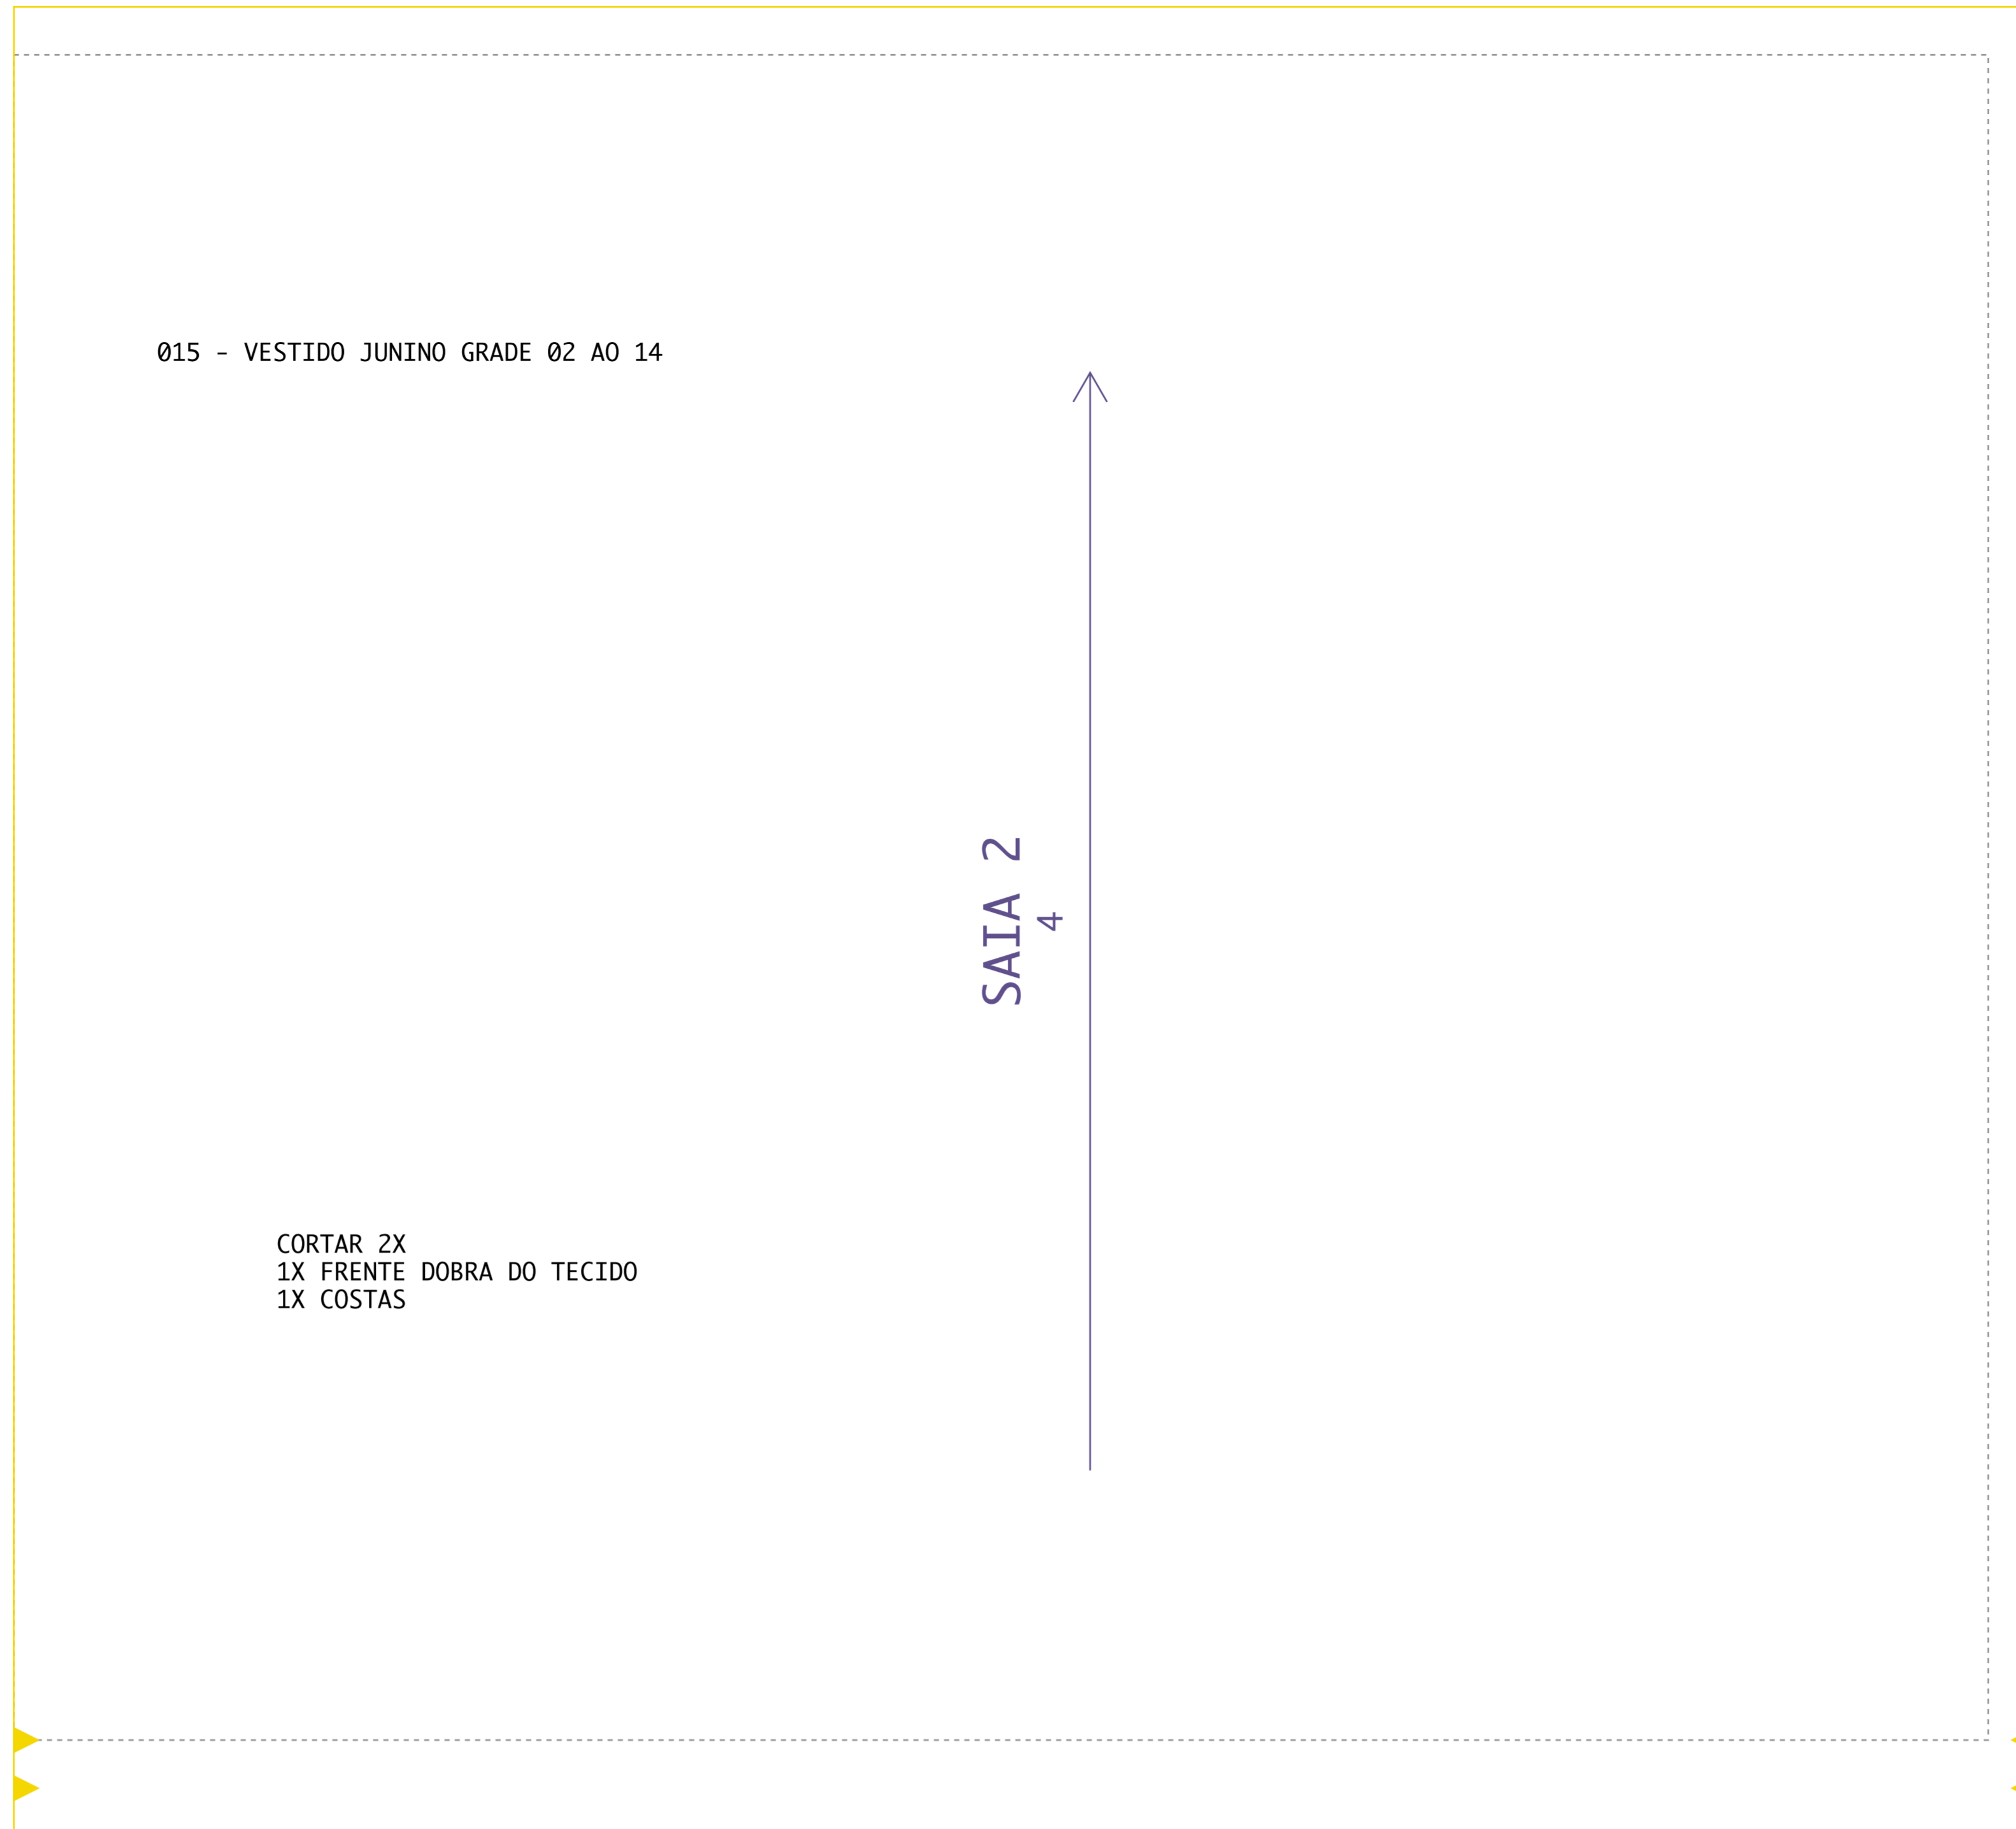 015 - VESTIDO JUNINO GRADE 02 AO 14
SAIA 2
4
CORTAR 2X
1X FRENTE DOBRA DO TECIDO
1X COSTAS